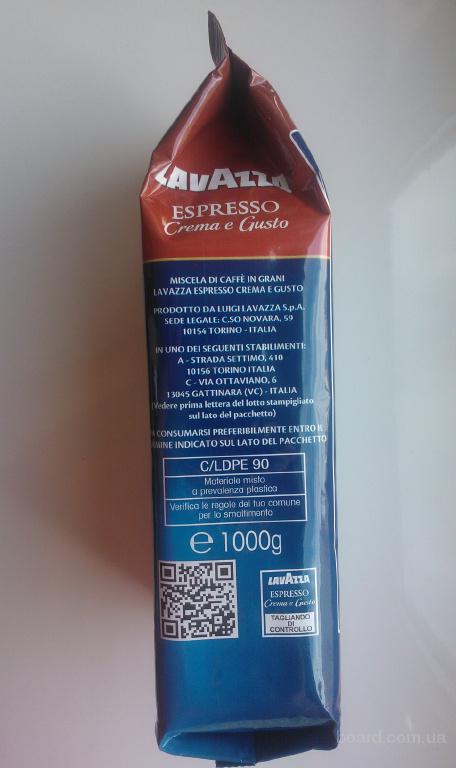 LAVAZZA
ESPRESSO
Crema e Gusto
MISCELA DI CAFFÈ IN GRANI
LAVAZZA ESPRESSO CREMA E GUSTO
PRODOTTO DA LUIGI LAVAZZA S.p.A.
SEDE LEGALE: C.SO NOVARA, 59
10154 TORINO - ITALIA
IN UNO DEI SEGUENTI STABILIMENTI:
A - STRADA SETTIMO, 410
10156 TORINO ITALIA
C - VIA OTTAVIANO, 6
13045 GATTINARA (VC) - ITALIA
(Vedere prima lettera del lotto stampigliato
sul lato del pacchetto)
DA CONSUMARSI PREFERIBILMENTE ENTRO IL
TERMINE INDICATO SUL LATO DEL PACCHETTO
C/LDPE 90
Materiale misto
a prevalenza plastica
Verifica le regole del tuo comune
per lo smaltimento
℮ 1000g
LAVAZZA
ESPRESSO
Crema e Gusto
TAGLIANDO
DI
CONTROLLO
board.com.ua